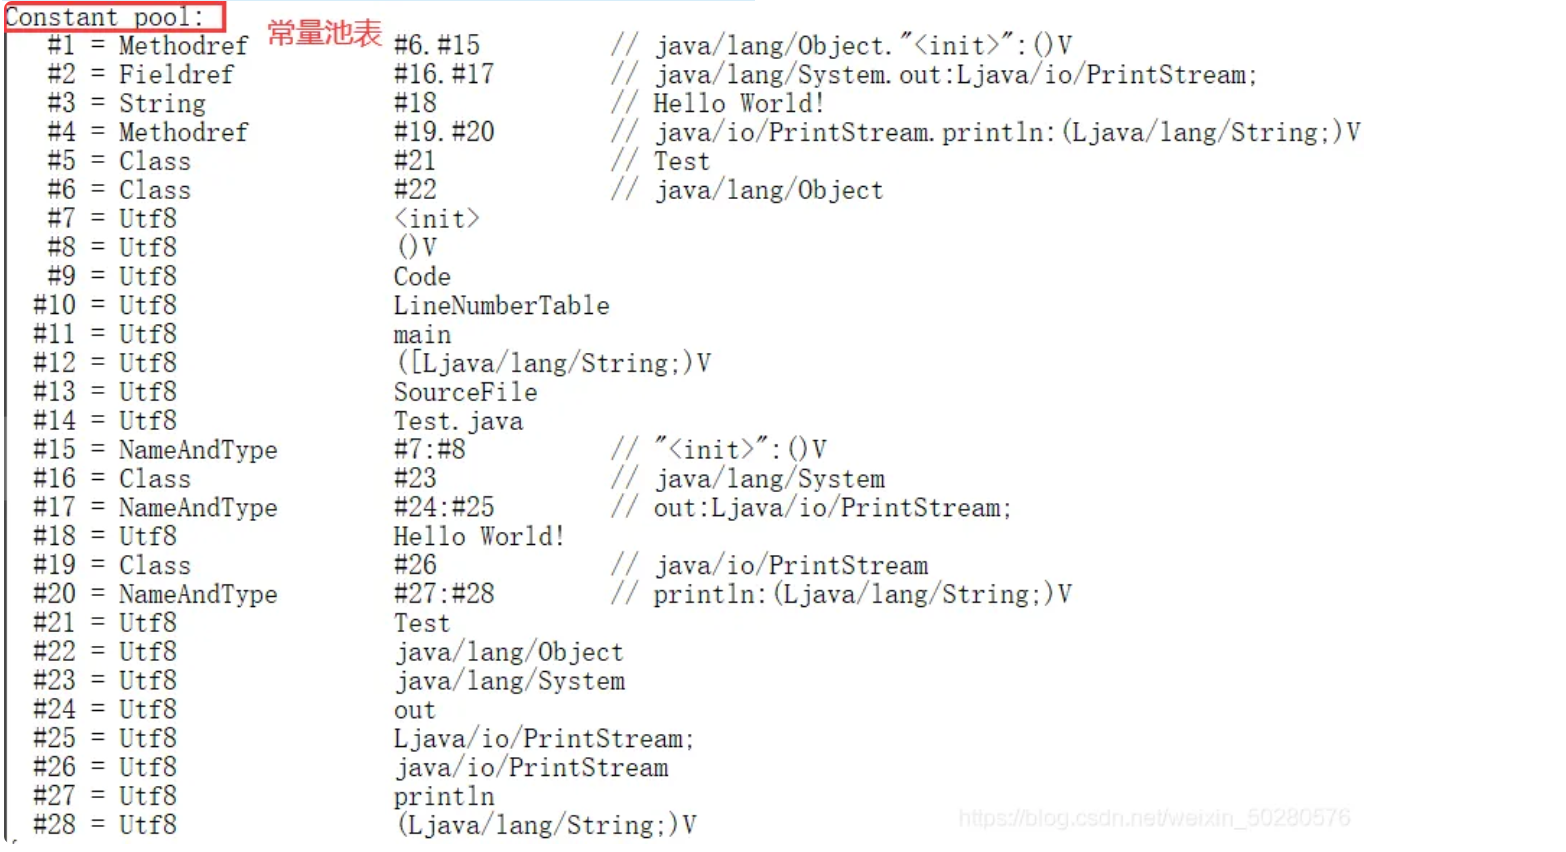 Constant pool:
常量池表
#1 = Methodref #6.#15 // java/lang/Object."<init>":()V
#2 = Fieldref #16.#17 // java/lang/System.out:Ljava/io/PrintStream;
#3 = String #18 // Hello World!
#4 = Methodref #19.#20 // java/io/PrintStream.println:(Ljava/lang/String;)V
#5 = Class #21 // Test
#6 = Class #22 // java/lang/Object
#7 = Utf8 <init>
#8 = Utf8 ()V
#9 = Utf8 Code
#10 = Utf8 LineNumberTable
#11 = Utf8 main
#12 = Utf8 ([Ljava/lang/String;)V
#13 = Utf8 SourceFile
#14 = Utf8 Test.java
#15 = NameAndType #7:#8 // "<init>":()V
#16 = Class #23 // java/lang/System
#17 = NameAndType #24:#25 // out:Ljava/io/PrintStream;
#18 = Utf8 Hello World!
#19 = Class #26 // java/io/PrintStream
#20 = NameAndType #27:#28 // println:(Ljava/lang/String;)V
#21 = Utf8 Test
#22 = Utf8 java/lang/Object
#23 = Utf8 java/lang/System
#24 = Utf8 out
#25 = Utf8 Ljava/io/PrintStream;
#26 = Utf8 java/io/PrintStream
#27 = Utf8 println
#28 = Utf8 (Ljava/lang/String;)V
https://blog.csdn.net/weixin_50280576